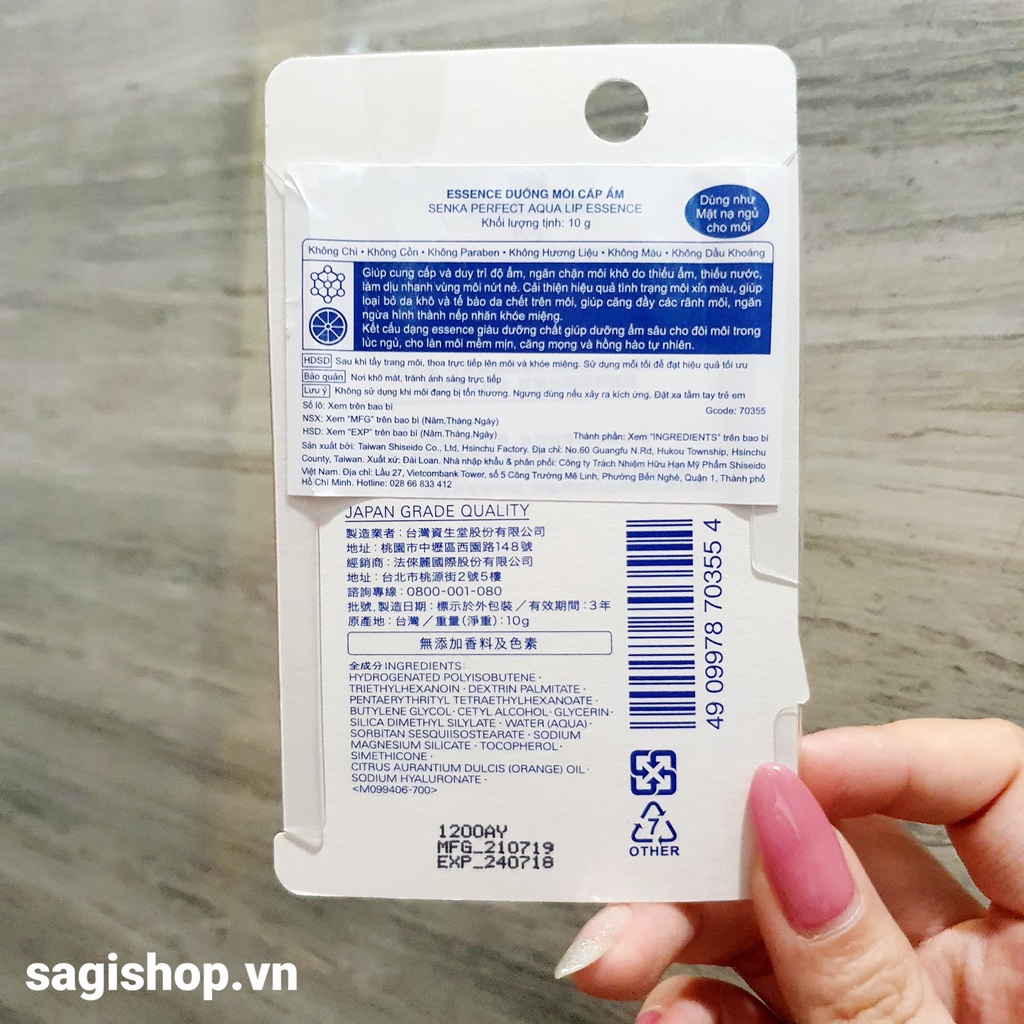 ESSENCE DƯỠNG MÔI CẤP ẨM
SENKA PERFECT AQUA LIP ESSENCE
Khối lượng tịnh: 10 g
Dùng như
Mặt nạ ngủ
cho môi
Không Chì • Không Cồn • Không Paraben • Không Hương Liệu • Không Màu • Không Dầu Khoáng
Giúp cung cấp và duy trì độ ẩm, ngăn chặn môi khô do thiếu ẩm, thiếu nước,
làm dịu nhanh vùng môi nứt nẻ. Cải thiện hiệu quả tình trạng môi xỉn màu, giúp
loại bỏ da khô và tế bào da chết trên môi, giúp căng đầy các rãnh môi, ngăn
ngừa hình thành nếp nhăn khóe miệng.
Kết cấu dạng essence giàu dưỡng chất giúp dưỡng ẩm sâu cho đôi môi trong
lúc ngủ, cho làn môi mềm mịn, căng mọng và hồng hào tự nhiên.
HDSD Sau khi tẩy trang môi, thoa trực tiếp lên môi và khóe miệng. Sử dụng mỗi tối để đạt hiệu quả tối ưu
Bảo quản Nơi khô mát, tránh ánh sáng trực tiếp
Lưu ý Không sử dụng khi môi đang bị tổn thương. Ngưng dùng nếu xảy ra kích ứng. Đặt xa tầm tay trẻ em
Số lô: Xem trên bao bì Gcode: 70355
NSX: Xem "MFG" trên bao bì (Năm.Tháng.Ngày)
HSD: Xem "EXP" trên bao bì (Năm.Tháng.Ngày) Thành phần: Xem "INGREDIENTS" trên bao bì
Sản xuất bởi: Taiwan Shiseido Co., Ltd, Hsinchu Factory. Địa chỉ: No.60 Guangfu N.Rd, Hukou Township, Hsinchu
County, Taiwan. Xuất xứ: Đài Loan. Nhà nhập khẩu & phân phối: Công ty Trách Nhiệm Hữu Hạn Mỹ Phẩm Shiseido
Việt Nam. Địa chỉ: Lầu 27, Vietcombank Tower, số 5 Công Trường Mê Linh, Phường Bến Nghé, Quận 1, Thành phố
Hồ Chí Minh. Hotline: 028 66 833 412
JAPAN GRADE QUALITY
製造業者：台灣資生堂股份有限公司
地址：桃園市中壢區西園路148號
經銷商：法倈麗國際股份有限公司
地址：台北市桃源街2號5樓
諮詢專線：0800-001-080
批號, 製造日期：標示於外包裝／有效期間：3年
原產地：台灣／重量(淨重)：10g
無添加香料及色素
全成分 INGREDIENTS:
HYDROGENATED POLYISOBUTENE·
TRIETHYLHEXANOIN·DEXTRIN PALMITATE·
PENTAERYTHRITYL TETRAETHYLHEXANOATE·
BUTYLENE GLYCOL·CETYL ALCOHOL·GLYCERIN·
SILICA DIMETHYL SILYLATE·WATER (AQUA)·
SORBITAN SESQUIISOSTEARATE·SODIUM
MAGNESIUM SILICATE·TOCOPHEROL·
SIMETHICONE·
CITRUS AURANTIUM DULCIS (ORANGE) OIL·
SODIUM HYALURONATE·
<M099406-700>
49 09978 70355 4
7
OTHER
1200AY
MFG_210719
EXP_240718
sagishop.vn